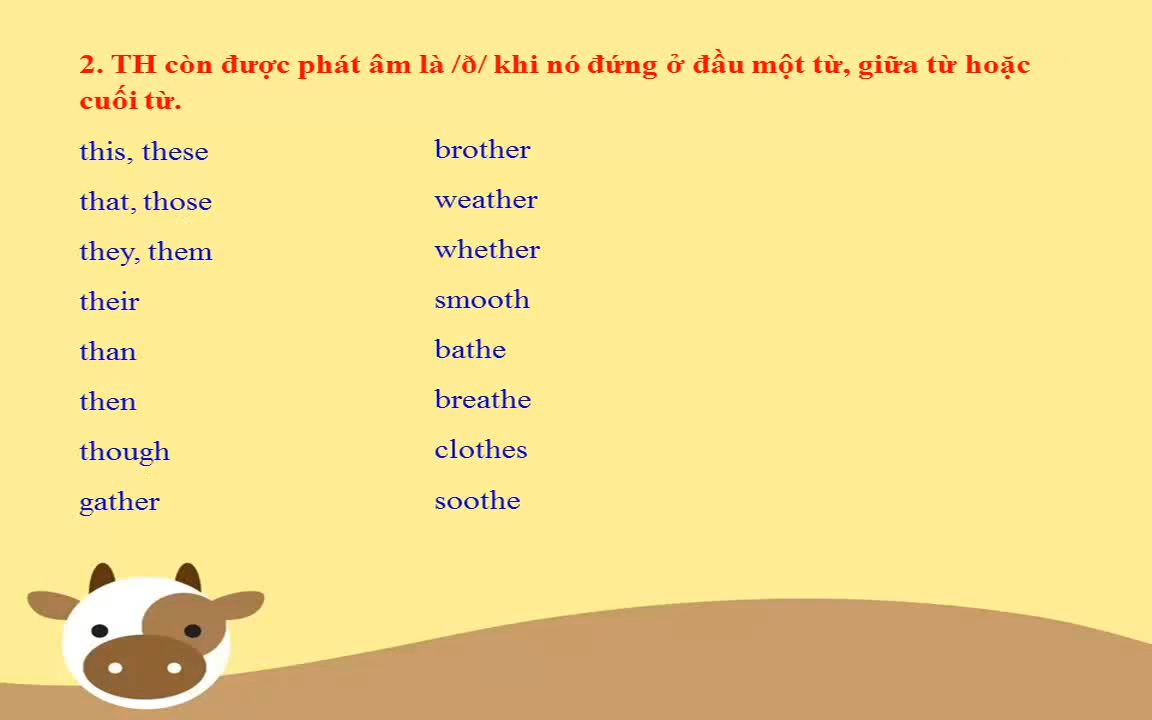 2. TH còn được phát âm là /ð/ khi nó đứng ở đầu một từ, giữa từ hoặc
cuối từ.
this, these
that, those
they, them
their
than
then
though
gather
brother
weather
whether
smooth
bathe
breathe
clothes
soothe